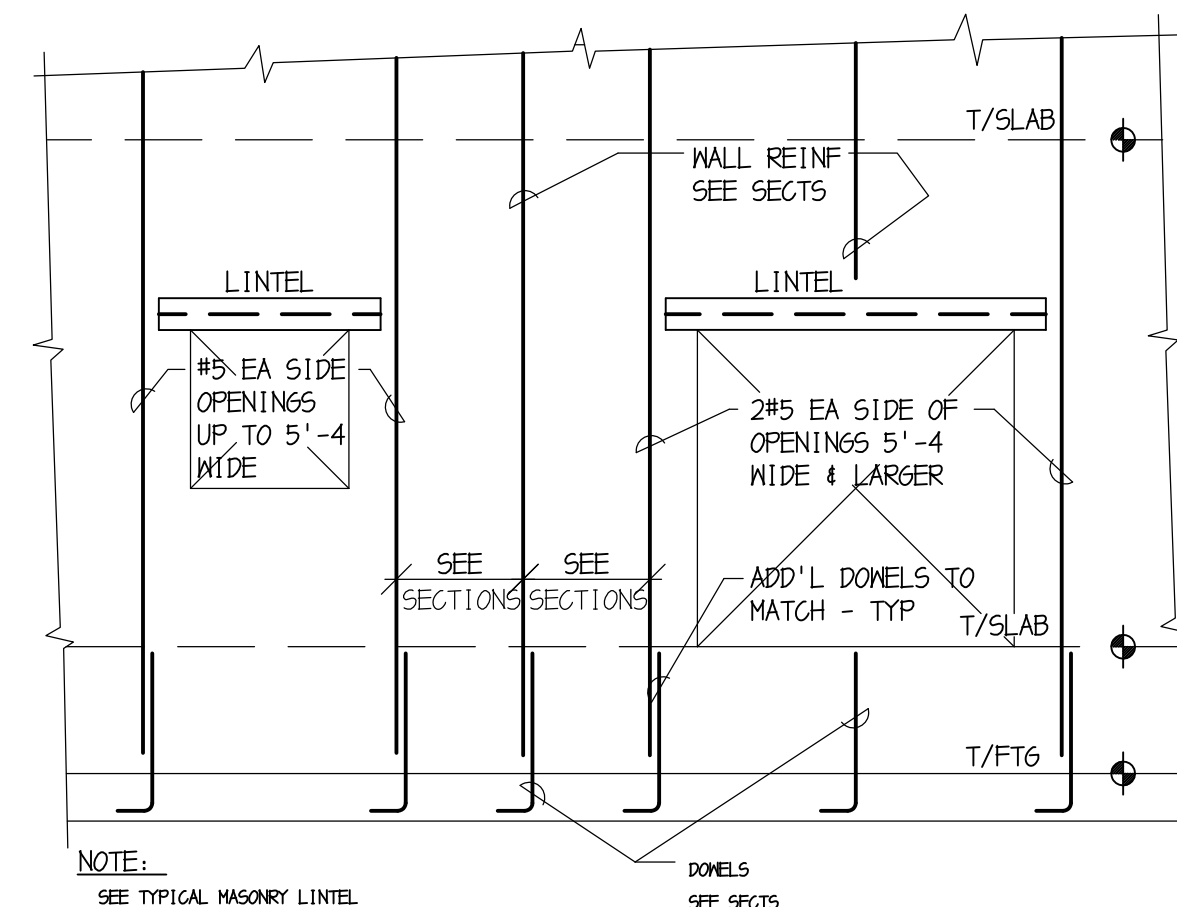 T/SLAB
WALL REINF
SEE SECTS
LINTEL
LINTEL
#5 EA SIDE
OPENINGS
UP TO 5'-4
WIDE
2#5 EA SIDE OF
OPENINGS 5'-4
WIDE & LARGER
SEE
SECTIONS
SEE
SECTIONS
ADD'L DOWELS TO
MATCH - TYP
T/SLAB
T/FTG
NOTE:
SEE TYPICAL MASONRY LINTEL
DOWELS
SEE SECTS